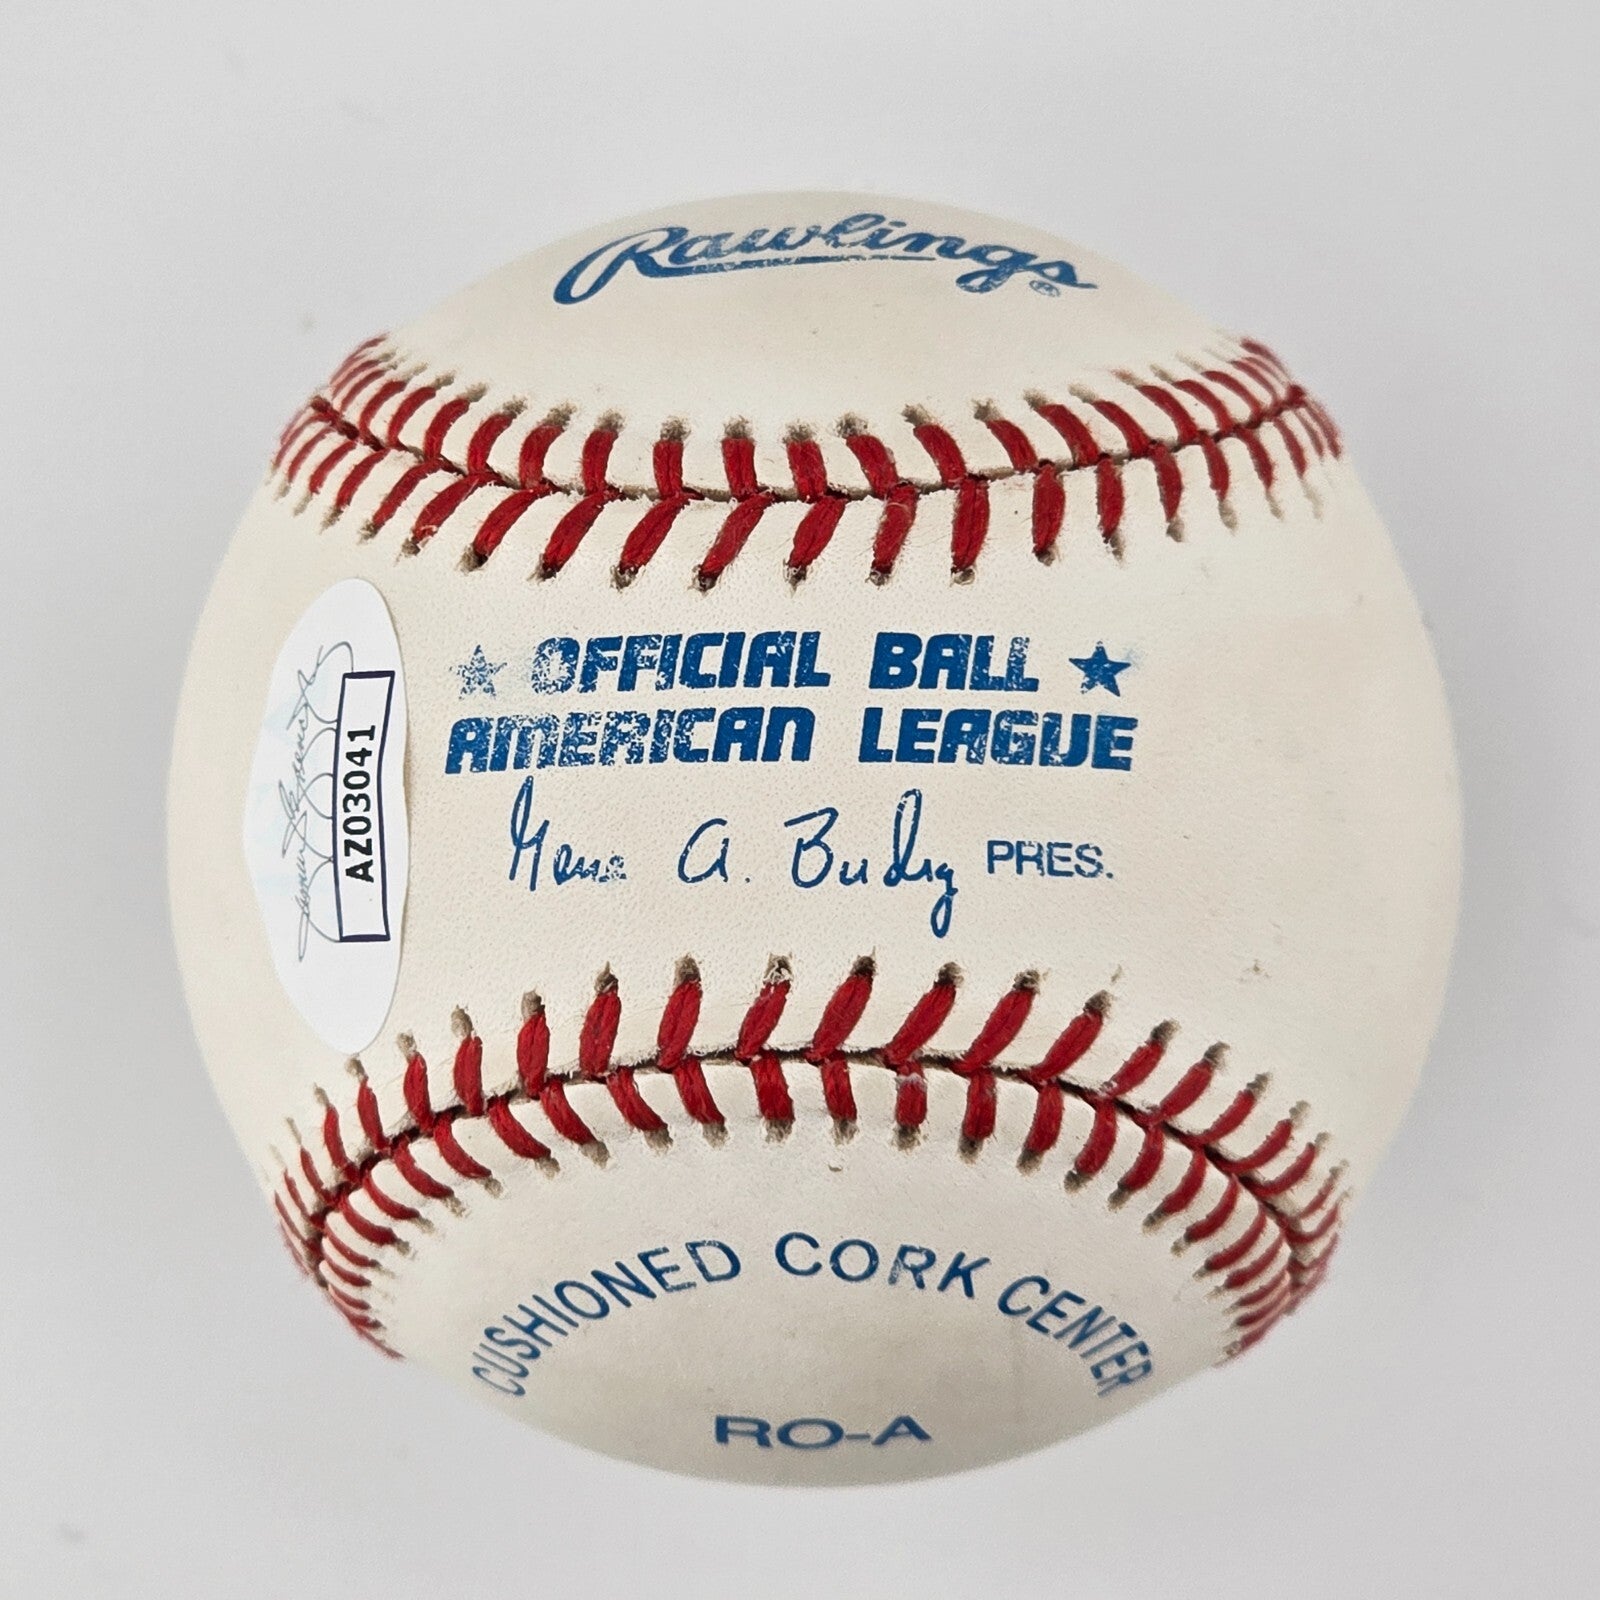 Rawlings®
★ OFFICIAL BALL ★
AMERICAN LEAGUE
Gene A. Budig PRES.
AZ03041
CUSHIONED CORK CENTER
RO-A